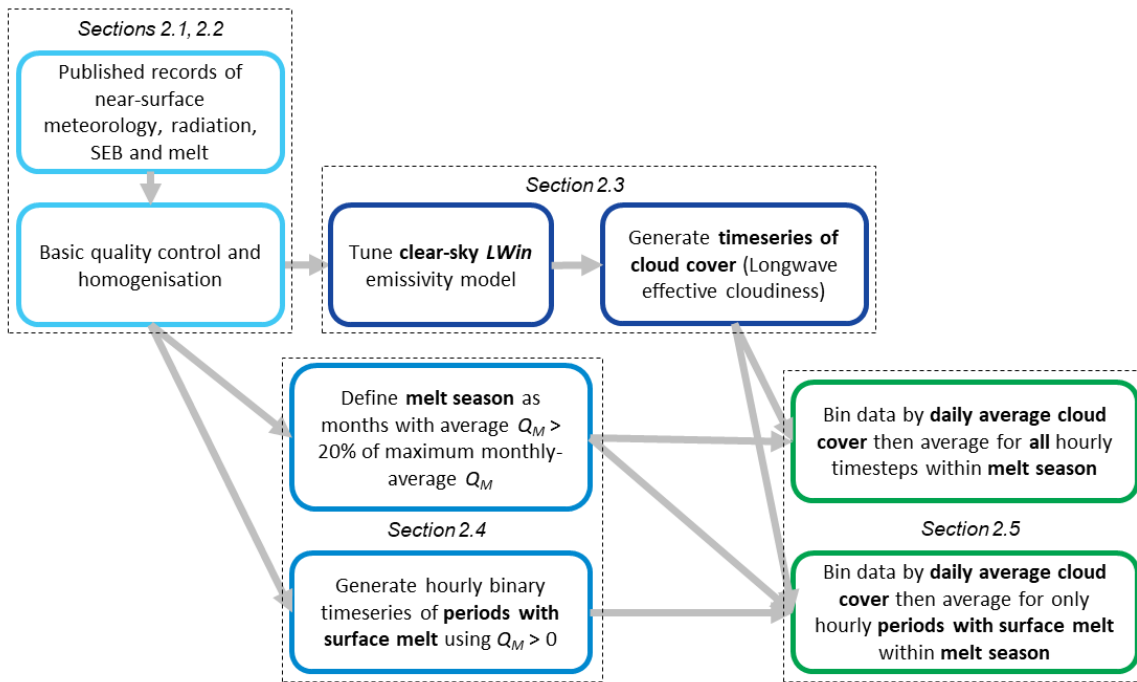 Sections 2.1, 2.2
Published records of
near-surface
meteorology, radiation,
SEB and melt
Basic quality control and
homogenisation
Section 2.3
Tune clear-sky LWin
emissivity model
Generate timeseries of
cloud cover (Longwave
effective cloudiness)
Define melt season as
months with average QM >
20% of maximum monthly-
average QM
Section 2.4
Generate hourly binary
timeseries of periods with
surface melt using QM > 0
Bin data by daily average cloud
cover then average for all hourly
timesteps within melt season
Section 2.5
Bin data by daily average cloud
cover then average for only
hourly periods with surface melt
within melt season